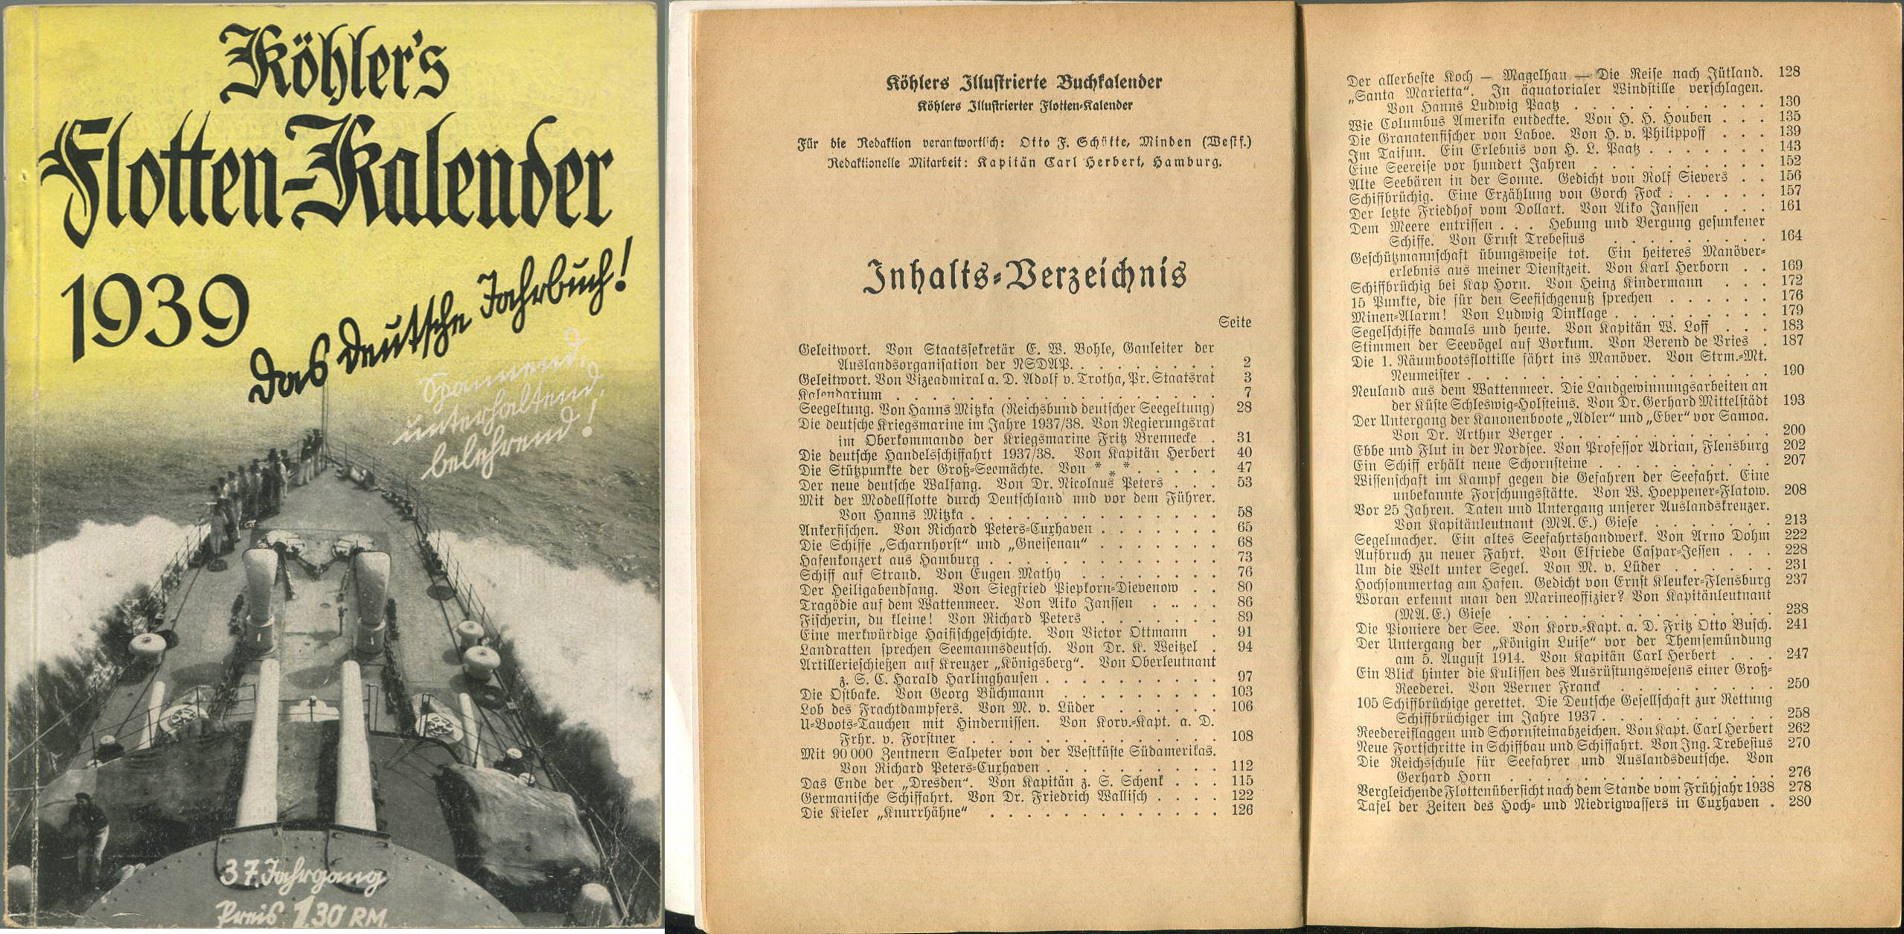 Köhler's
Flotten-Kalender
1939
Das deutsche Jahrbuch!
Spannend,
unterhaltend,
belehrend!
37. Jahrgang
Preis 1.30 RM.
Köhlers Illustrierte Buchkalender
Köhlers Illustrierter Flotten-Kalender
Für die Redaktion verantwortlich: Otto F. Schütte, Minden (Westf.)
Redaktionelle Mitarbeit: Kapitän Carl Herbert, Hamburg.
Inhalts-Verzeichnis
Seite
Geleitwort. Von Staatssekretär E. W. Bohle, Gauleiter der
Auslandsorganisation der NSDAP. . . . . . . . . 2
Geleitwort. Von Vizeadmiral a. D. Adolf v. Trotha, Pr. Staatsrat 3
Kalendarium . . . . . . . . . . . . . . . 7
Seegeltung. Von Hanns Mitzka (Reichsbund deutscher Seegeltung) 28
Die deutsche Kriegsmarine im Jahre 1937/38. Von Regierungsrat
im Oberkommando der Kriegsmarine Fritz Brennecke . 31
Die deutsche Handelsschiffahrt 1937/38. Von Kapitän Herbert 40
Die Stützpunkte der Groß-Seemächte. Von * * * . . . . . 47
Der neue deutsche Walfang. Von Dr. Nicolaus Peters . . . 53
Mit der Modellflotte durch Deutschland und vor dem Führer.
Von Hanns Mitzka . . . . . . . . . . . . . 58
Ankerfischen. Von Richard Peters-Cuxhaven . . . . . . . 65
Die Schiffe „Scharnhorst“ und „Gneisenau“ . . . . . . . 68
Hafenkonzert aus Hamburg . . . . . . . . . . . 73
Schiff auf Strand. Von Eugen Mathy . . . . . . . . . 76
Der Heiligabendfang. Von Siegfried Piepkorn-Dievenow . . 80
Tragödie auf dem Wattenmeer. Von Aiko Janssen . . . . 86
Fischerin, du kleine! Von Richard Peters . . . . . . . 89
Eine merkwürdige Haifischgeschichte. Von Victor Ottmann . 91
Landratten sprechen Seemannsdeutsch. Von Dr. K. Weitzel . 94
Artillerieschießen auf Kreuzer „Königsberg“. Von Oberleutnant
z. S. C. Harald Harlinghausen . . . . . . . . . . 97
Die Ostbake. Von Georg Büchmann . . . . . . . . . 103
Lob des Frachtdampfers. Von M. v. Lüder . . . . . . . 106
U-Boots-Tauchen mit Hindernissen. Von Korv.-Kapt. a. D.
Frhr. v. Forstner . . . . . . . . . . . . . 108
Mit 90 000 Zentnern Salpeter von der Westküste Südamerikas.
Von Richard Peters-Cuxhaven . . . . . . . . . . 112
Das Ende der „Dresden“. Von Kapitän z. S. Schenk . . . 115
Germanische Schiffahrt. Von Dr. Friedrich Wallisch . . . . 122
Die Kieler „Knurrhähne“ . . . . . . . . . . . . . 126
Der allerbeste Koch — Magelhan — Die Reise nach Jütland. 128
„Santa Marietta“. In äquatorialer Windstille verschlagen.
Von Hanns Ludwig Paatz . . . . . . . . . . . 130
Wie Columbus Amerika entdeckte. Von H. H. Houben . . . 135
Die Granatenfischer von Laboe. Von H. v. Philippoff . . . 139
Im Taifun. Ein Erlebnis von H. L. Paatz . . . . . . . 143
Eine Seereise vor hundert Jahren . . . . . . . . . . 152
Alte Seebären in der Sonne. Gedicht von Rolf Sievers . . 156
Schiffbrüchig. Eine Erzählung von Gorch Fock . . . . . . 157
Der letzte Friedhof vom Dollart. Von Aiko Janssen . . . . 161
Dem Meere entrissen . . . Hebung und Bergung gesunkener
Schiffe. Von Ernst Trebesius . . . . . . . . . . 164
Geschützmannschaft übungsweise tot. Ein heiteres Manöver-
erlebnis aus meiner Dienstzeit. Von Karl Herborn . . 169
Schiffbrüchig bei Kap Horn. Von Heinz Kindermann . . . 172
15 Punkte, die für den Seefischgenuß sprechen . . . . . . 176
Minen-Alarm! Von Ludwig Dinklage . . . . . . . . . 179
Segelschiffe damals und heute. Von Kapitän W. Loff . . . 183
Stimmen der Seevögel auf Borkum. Von Berend de Vries . 187
Die 1. Räumbootsflottille fährt ins Manöver. Von Strm.-Mt.
Neumeister . . . . . . . . . . . . . . . 190
Neuland aus dem Wattenmeer. Die Landgewinnungsarbeiten an
der Küste Schleswig-Holsteins. Von Dr. Gerhard Mittelstädt 193
Der Untergang der Kanonenboote „Adler“ und „Eber“ vor Samoa.
Von Dr. Arthur Berger . . . . . . . . . . . . 200
Ebbe und Flut in der Nordsee. Von Professor Adrian, Flensburg 202
Ein Schiff erhält neue Schornsteine . . . . . . . . . . 207
Wissenschaft im Kampf gegen die Gefahren der Seefahrt. Eine
unbekannte Forschungsstätte. Von W. Hoeppener-Flatow. 208
Vor 25 Jahren. Taten und Untergang unserer Auslandskreuzer.
Von Kapitänleutnant (M.A.E.) Giese . . . . . . . 213
Segelmacher. Ein altes Seefahrtshandwerk. Von Arno Dohm 222
Aufbruch zu neuer Fahrt. Von Elfriede Caspar-Jessen . . . 228
Um die Welt unter Segel. Von M. v. Lüder . . . . . . 231
Hochsommertag am Hafen. Gedicht von Ernst Kleuker-Flensburg 237
Woran erkennt man den Marineoffizier? Von Kapitänleutnant
(M.A.E.) Giese . . . . . . . . . . . . . . 238
Die Pioniere der See. Von Korv.-Kapt. a. D. Fritz Otto Busch. 241
Der Untergang der „Königin Luise“ vor der Themsemündung
am 5. August 1914. Von Kapitän Carl Herbert . . . 247
Ein Blick hinter die Kulissen des Ausrüstungswesens einer Groß-
Reederei. Von Werner Franck . . . . . . . . . . 250
105 Schiffbrüchige gerettet. Die Deutsche Gesellschaft zur Rettung
Schiffbrüchiger im Jahre 1937 . . . . . . . . . . 258
Reedereiflaggen und Schornsteinabzeichen. Von Kapt. Carl Herbert 262
Neue Fortschritte in Schiffbau und Schiffahrt. Von Ing. Trebesius 270
Die Reichsschule für Seefahrer und Auslandsdeutsche. Von
Gerhard Horn . . . . . . . . . . . . . . 276
Vergleichende Flottenübersicht nach dem Stande vom Frühjahr 1938 278
Tafel der Zeiten des Hoch- und Niedrigwassers in Cuxhaven . 280